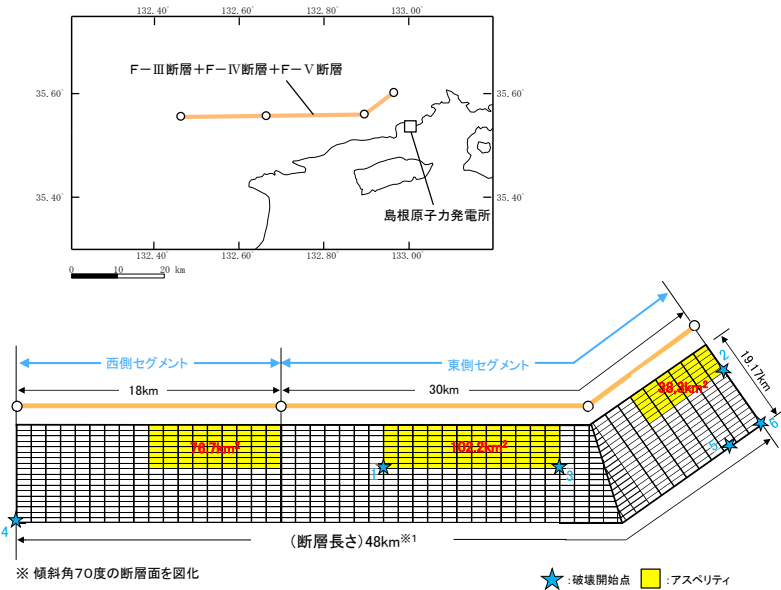 132.40° 132.60° 132.80° 133.00°
F－Ⅲ断層+F－Ⅳ断層+F－Ⅴ断層
35.60° 35.60°
35.40° 35.40°
島根原子力発電所
132.40° 132.60° 132.80° 133.00°
0 10 20 km
西側セグメント
東側セグメント
18km
30km
19.17km
2
38.3km²
76.7km²
102.2km²
6
5
1
3
4
(断層長さ)48km※1
※ 傾斜角70度の断層面を図化
:破壊開始点
:アスペリティ